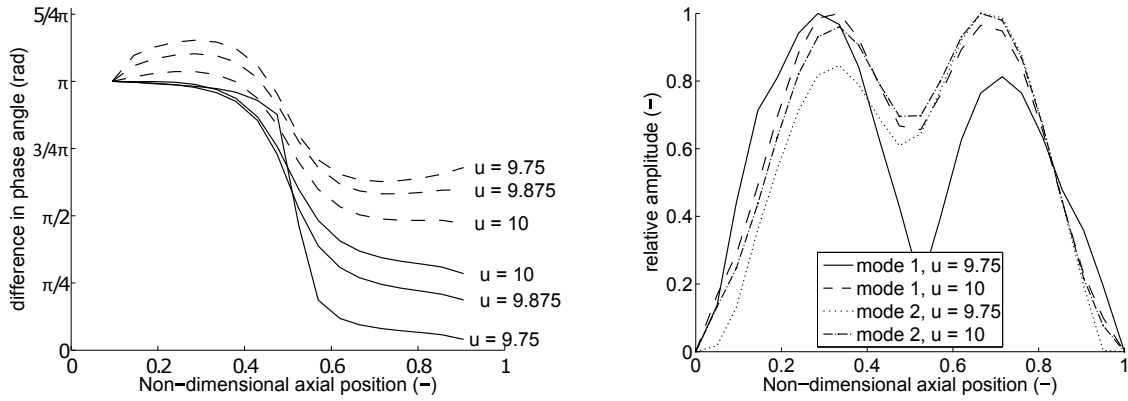 difference in phase angle (rad)
5/4π
π
3/4π
π/2
π/4
0
u = 9.75
u = 9.875
u = 10
u = 10
u = 9.875
u = 9.75
0 0.2 0.4 0.6 0.8 1
Non−dimensional axial position (−)
relative amplitude (−)
1
0.8
0.6
0.4
0.2
0
mode 1, u = 9.75
mode 1, u = 10
mode 2, u = 9.75
mode 2, u = 10
0 0.2 0.4 0.6 0.8 1
Non−dimensional axial position (−)